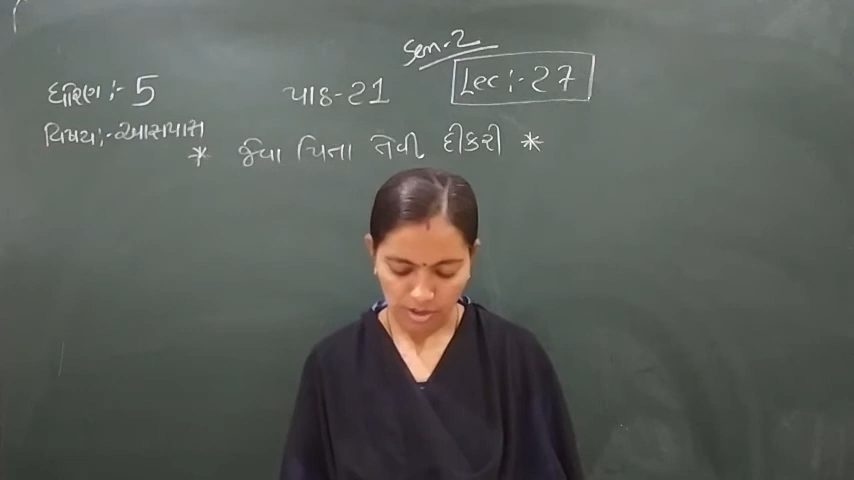 Sem-2
ધોરણ :- 5 પાઠ-21 Lec :- 27
વિષય :- આસપાસ
* જેવા પિતા તેવી દીકરી *